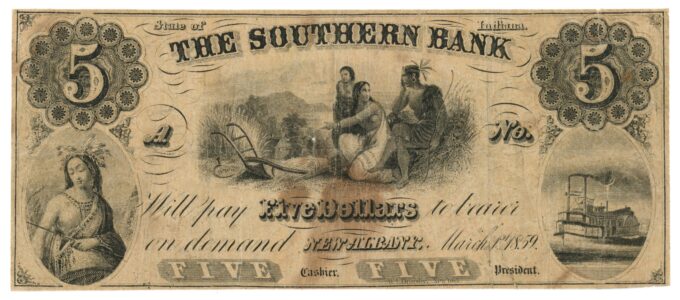 State of Indiana.
5 THE SOUTHERN BANK 5
A No.
Will pay Five Dollars to bearer
on demand NEW ALBANY, March 1st 1859.
FIVE Cashier. FIVE President.